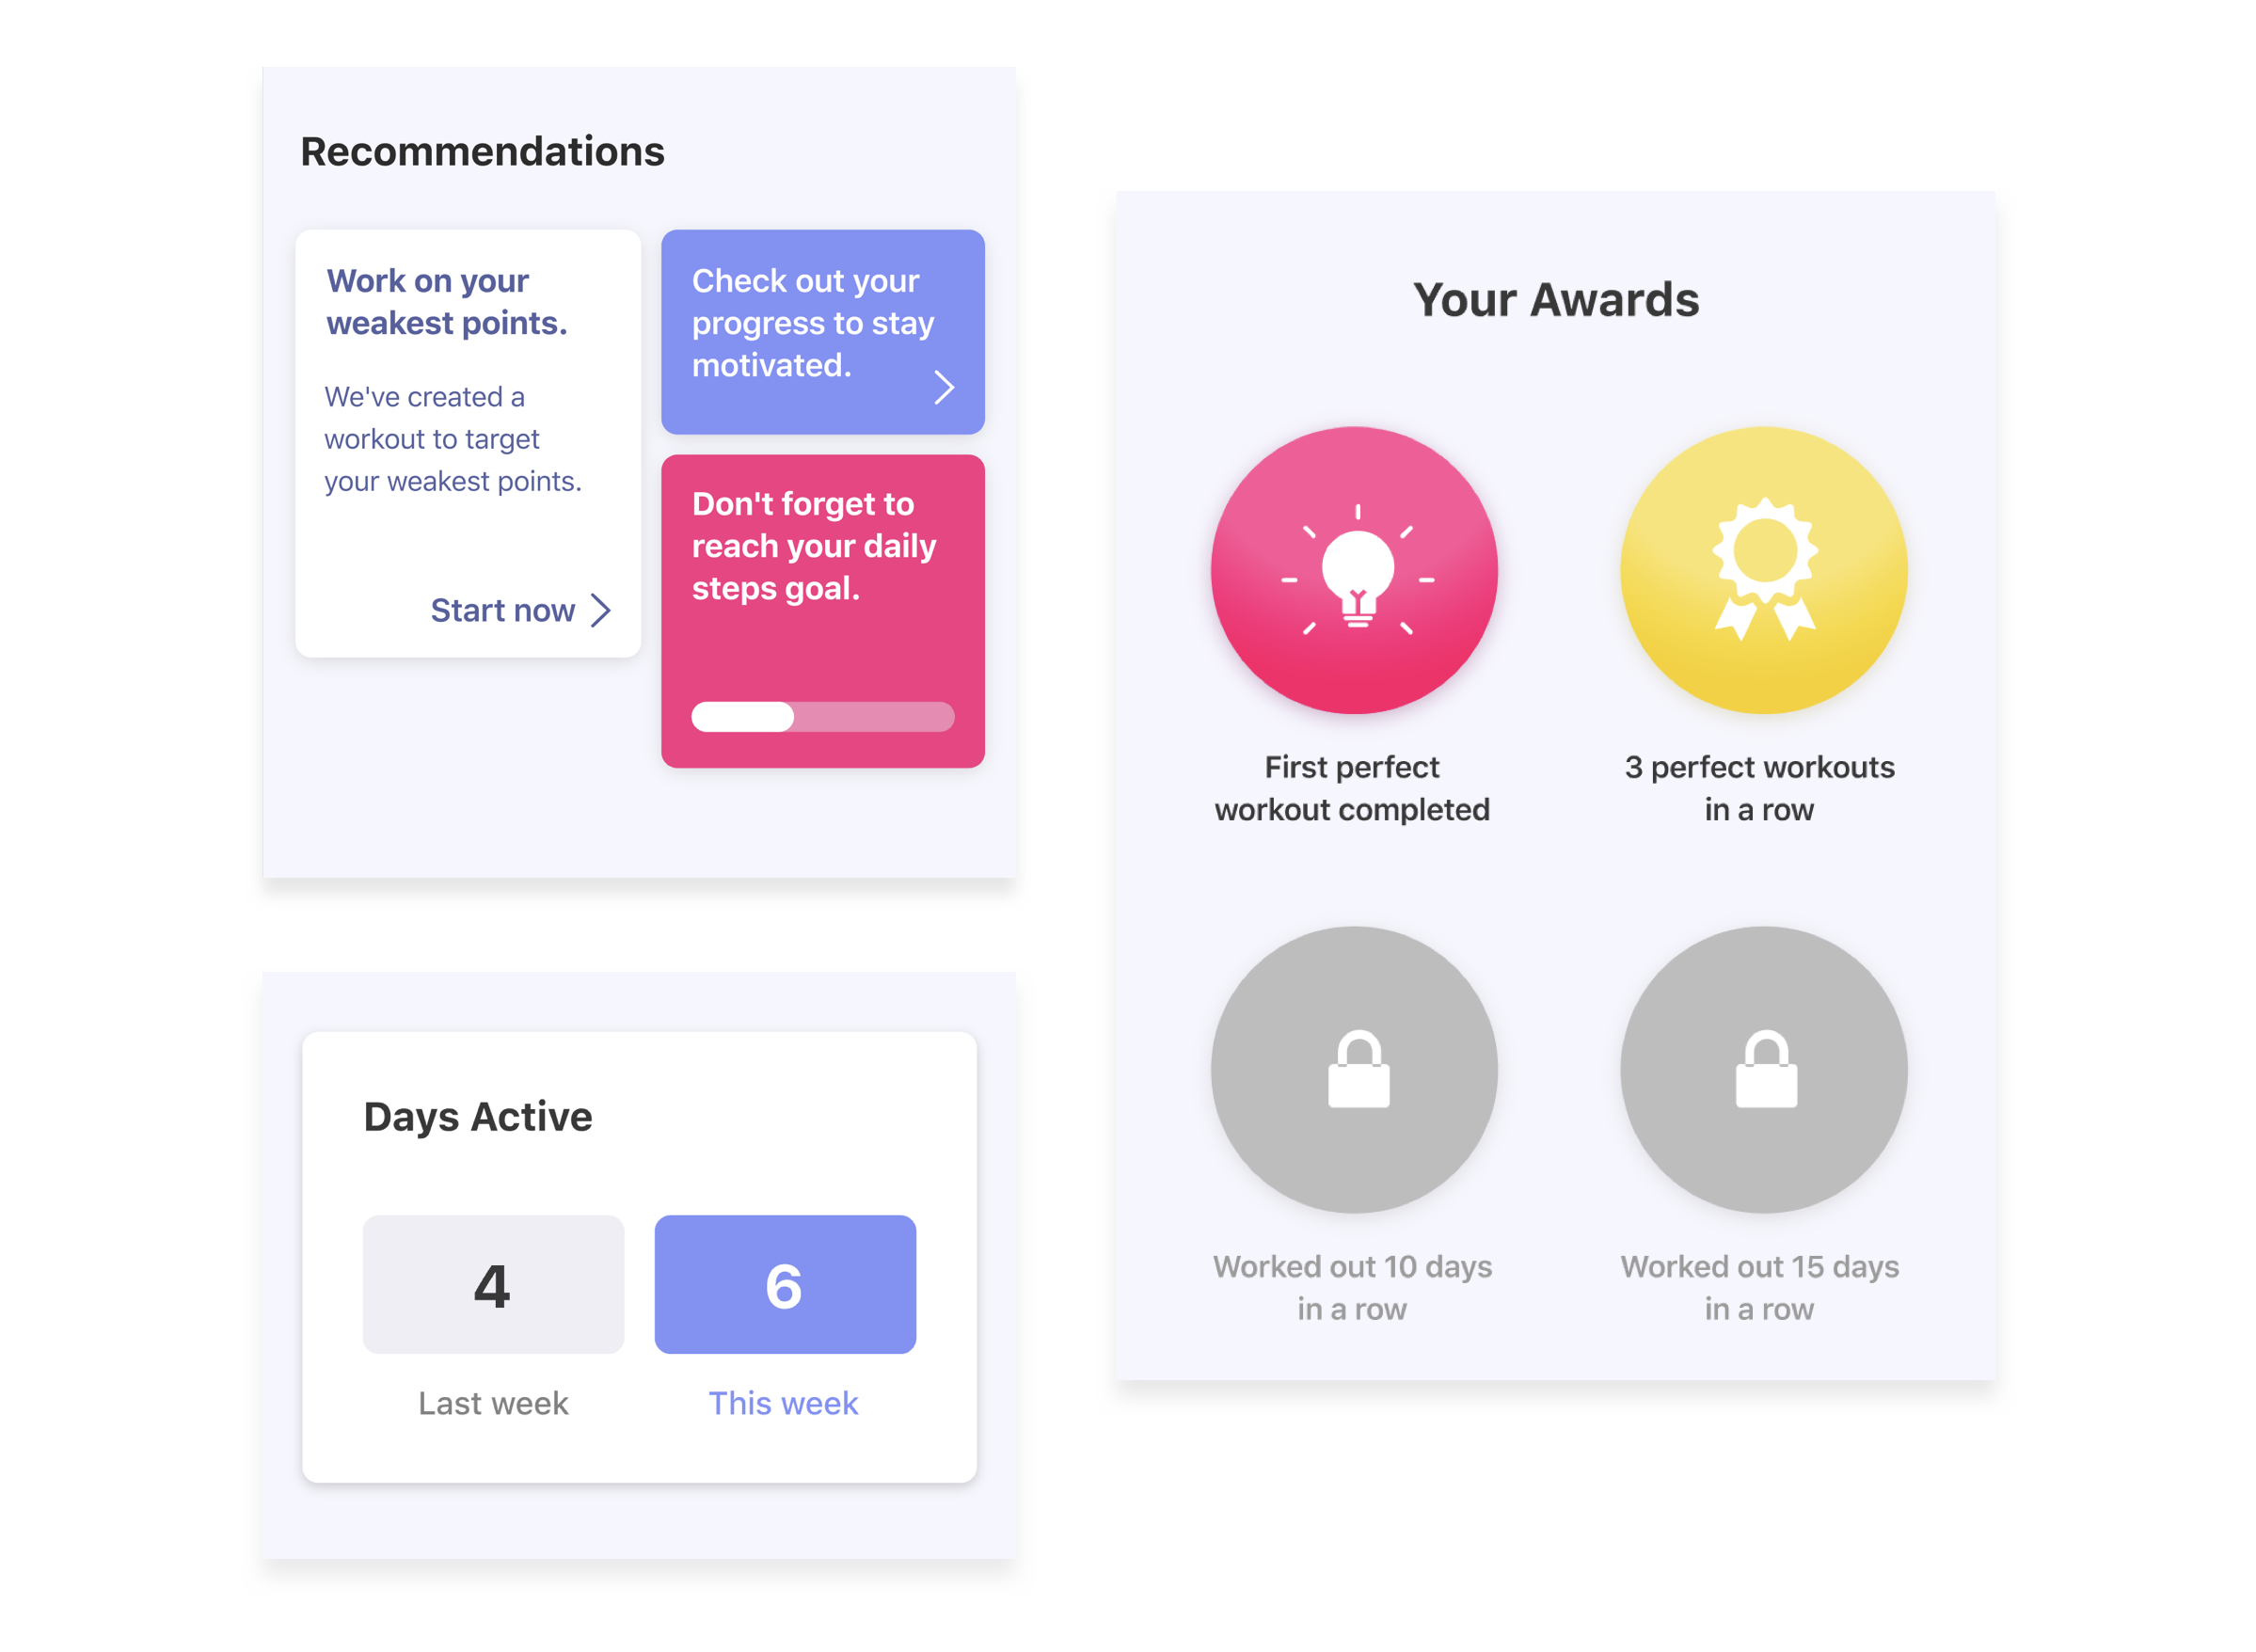 Recommendations
Work on your
weakest points.
We've created a
workout to target
your weakest points.
Start now
Check out your
progress to stay
motivated.
Don't forget to
reach your daily
steps goal.
Days Active
4
Last week
6
This week
Your Awards
First perfect
workout completed
3 perfect workouts
in a row
Worked out 10 days
in a row
Worked out 15 days
in a row